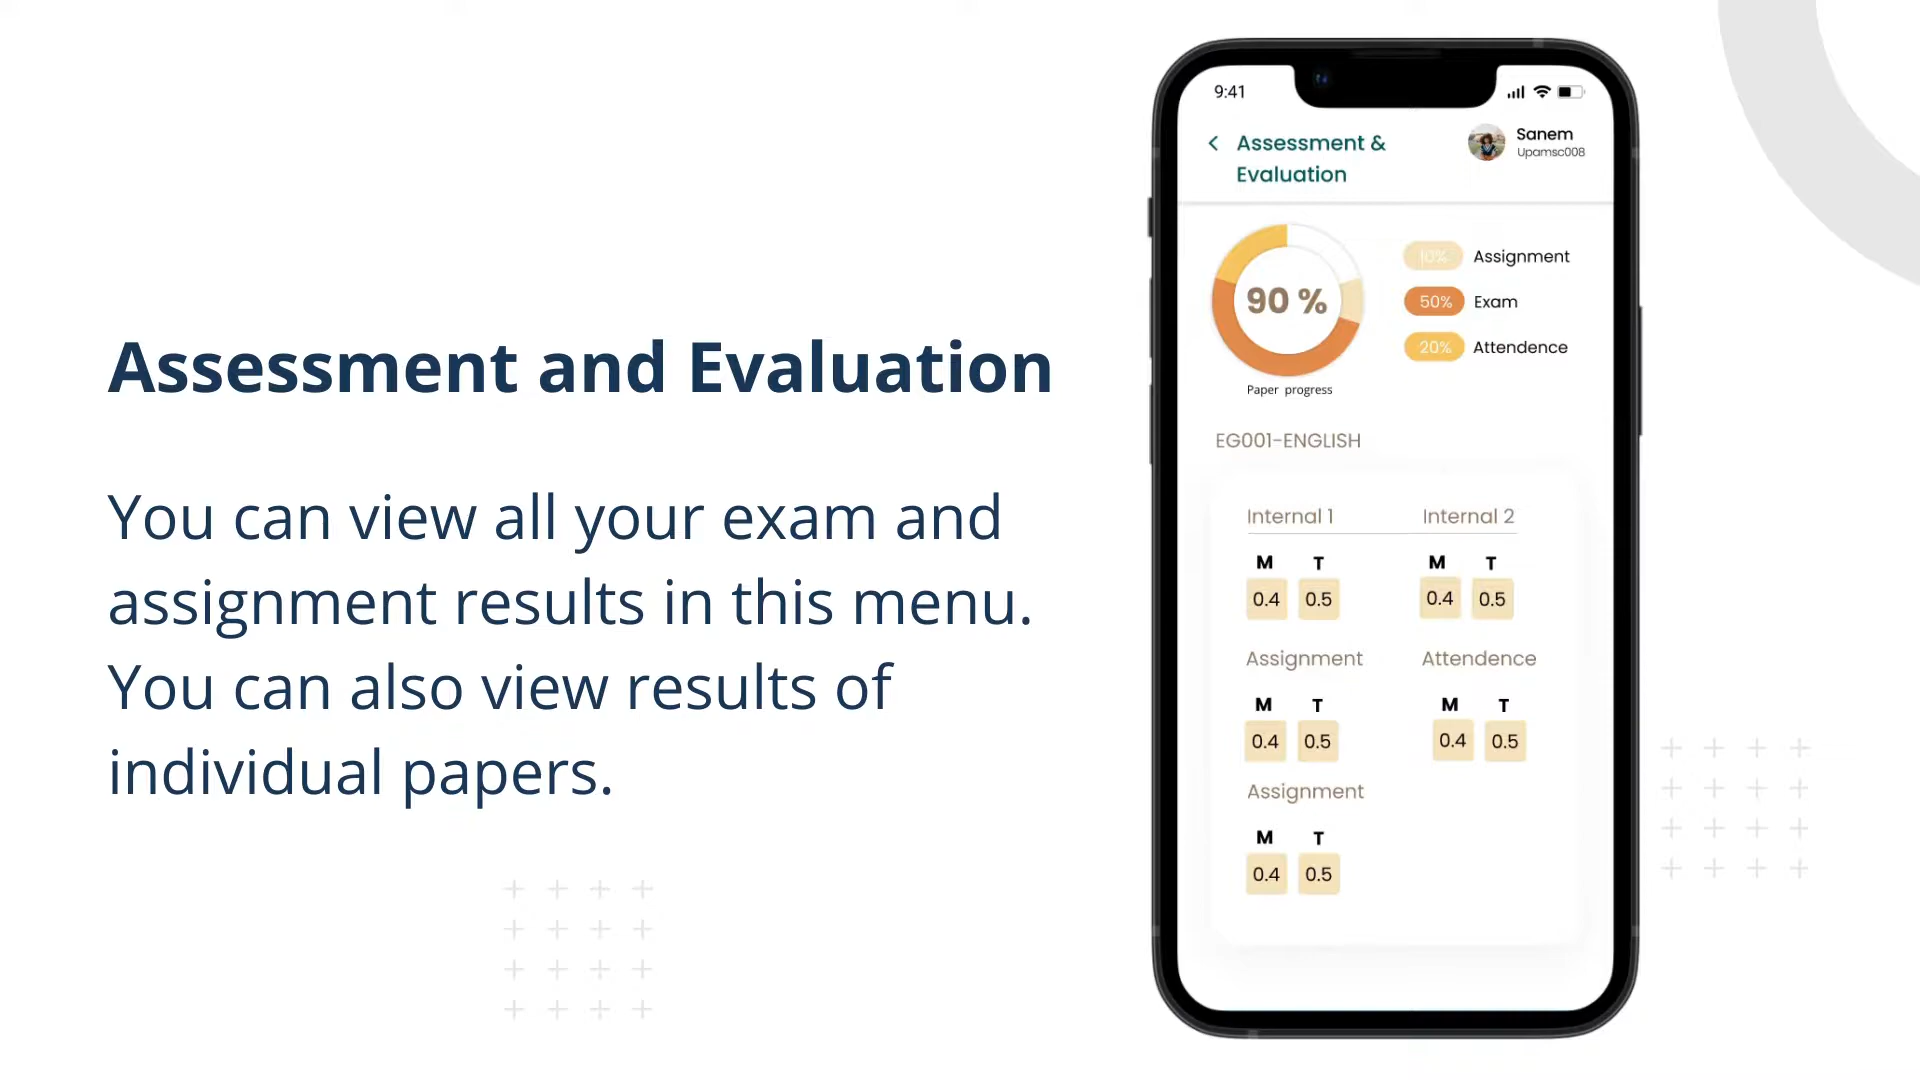 Assessment and Evaluation
You can view all your exam and
assignment results in this menu.
You can also view results of
individual papers.
9:41
Assessment &
Evaluation
Sanem
Upamsc008
90 %
Paper progress
10% Assignment
50% Exam
20% Attendence
EG001-ENGLISH
Internal 1 Internal 2
M T M T
0.4 0.5 0.4 0.5
Assignment Attendence
M T M T
0.4 0.5 0.4 0.5
Assignment
M T
0.4 0.5